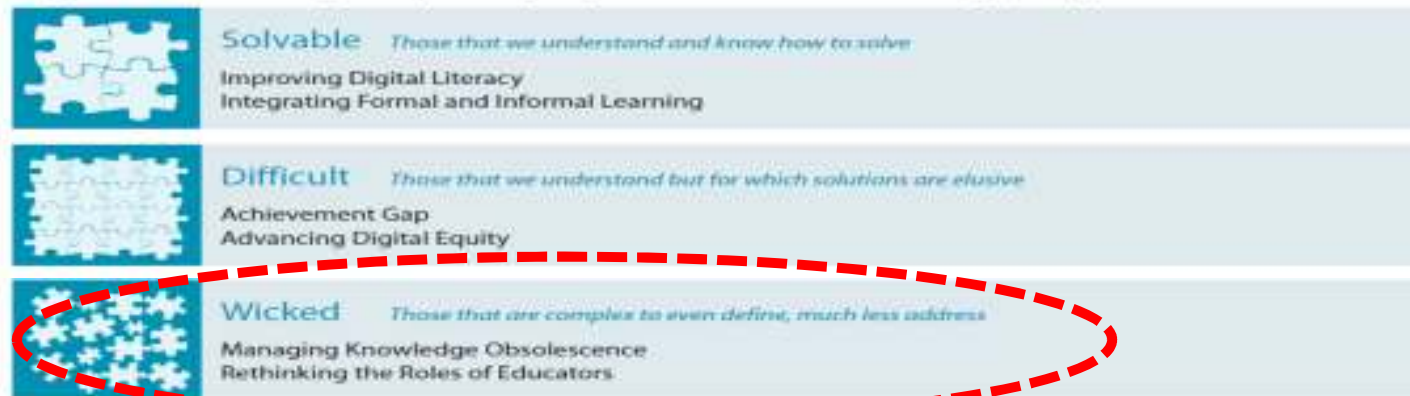 Solvable Those that we understand and know how to solve
Improving Digital Literacy
Integrating Formal and Informal Learning
Difficult Those that we understand but for which solutions are elusive
Achievement Gap
Advancing Digital Equity
Wicked Those that are complex to even define, much less address
Managing Knowledge Obsolescence
Rethinking the Roles of Educators